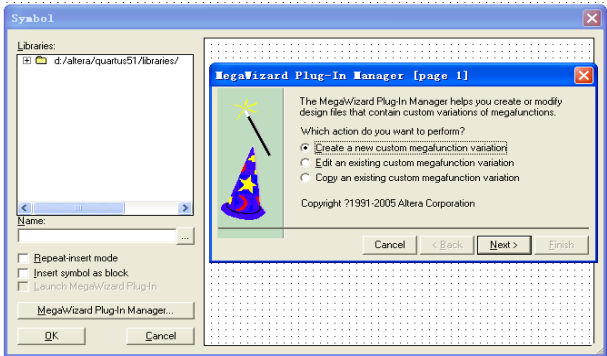 Symbol
Libraries:
d:/altera/quartus51/libraries/
Name:
...
Repeat-insert mode
Insert symbol as block
Launch MegaWizard Plug-In
MegaWizard Plug-In Manager...
OK
Cancel
MegaWizard Plug-In Manager [page 1]
The MegaWizard Plug-In Manager helps you create or modify
design files that contain custom variations of megafunctions.
Which action do you want to perform?
Create a new custom megafunction variation
Edit an existing custom megafunction variation
Copy an existing custom megafunction variation
Copyright ?1991-2005 Altera Corporation
Cancel
< Back
Next >
Finish